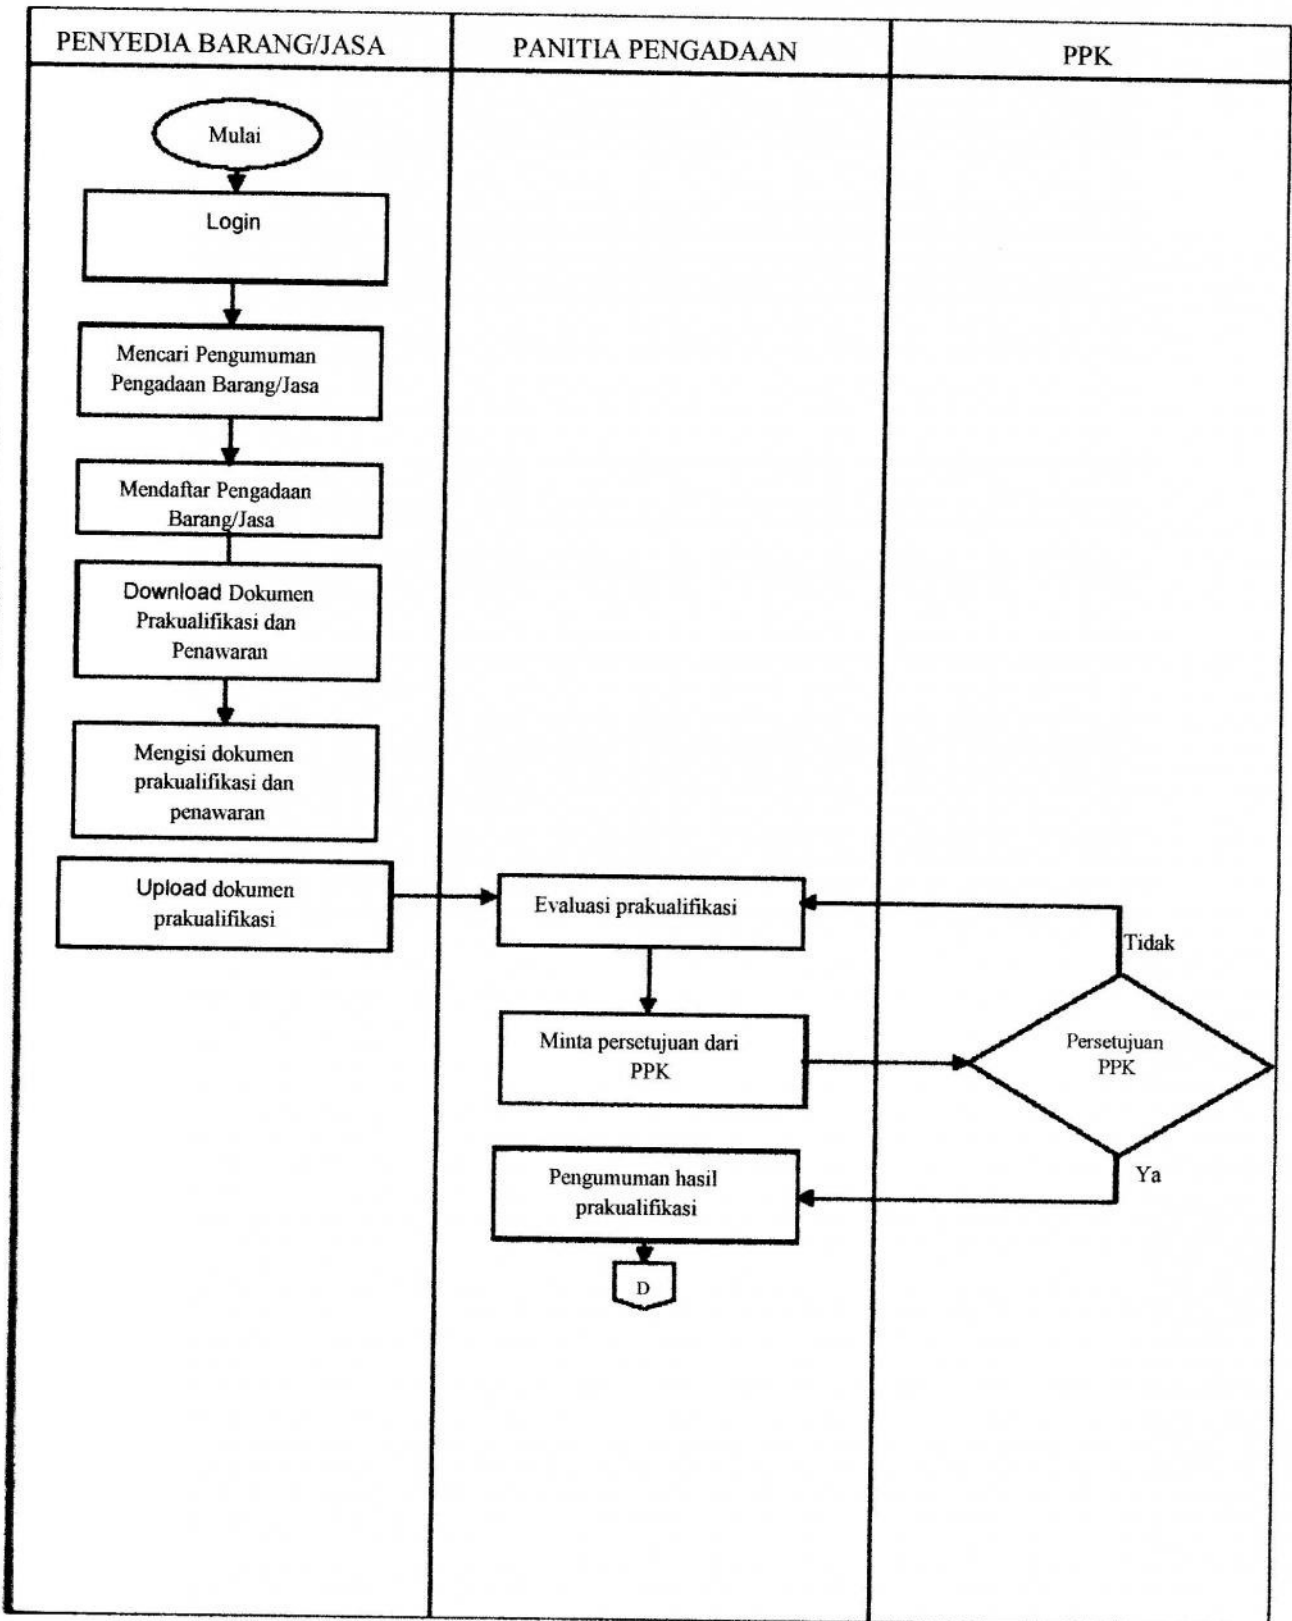 PENYEDIA BARANG/JASA
PANITIA PENGADAAN
PPK
Mulai
Login
Mencari Pengumuman
Pengadaan Barang/Jasa
Mendaftar Pengadaan
Barang/Jasa
Download Dokumen
Prakualifikasi dan
Penawaran
Mengisi dokumen
prakualifikasi dan
penawaran
Upload dokumen
prakualifikasi
Evaluasi prakualifikasi
Tidak
Minta persetujuan dari
PPK
Persetujuan
PPK
Ya
Pengumuman hasil
prakualifikasi
D